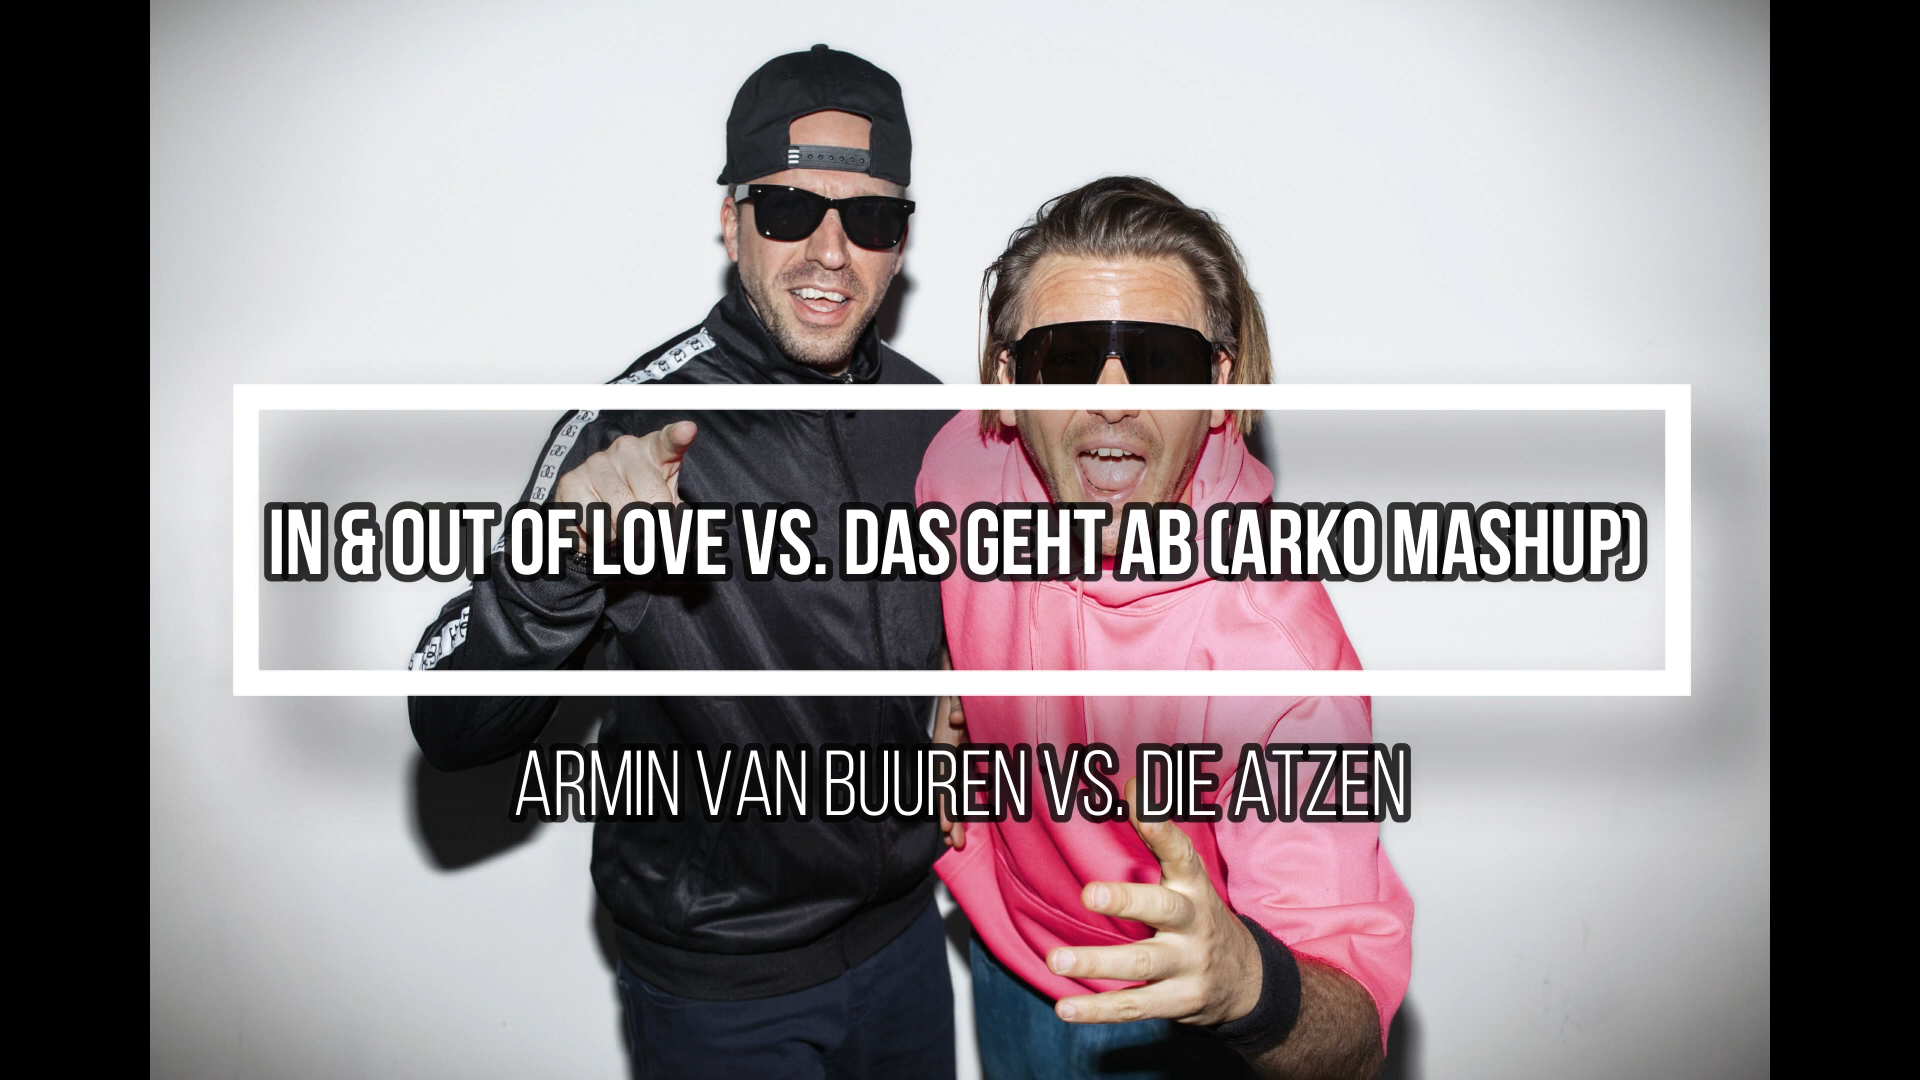 IN & OUT OF LOVE VS. DAS GEHT AB (ARKO MASHUP)
ARMIN VAN BUUREN VS. DIE ATZEN